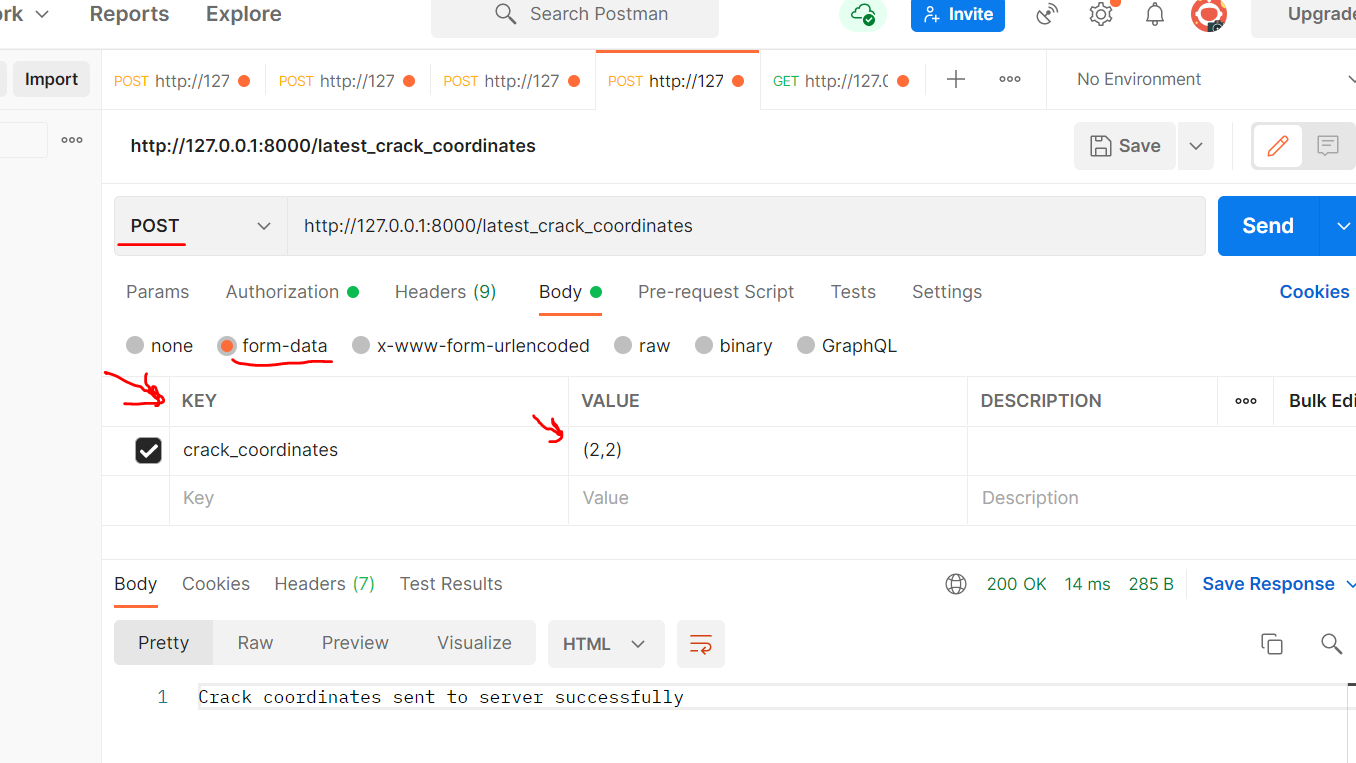 rk Reports Explore Search Postman Invite Upgrade
Import POST http://127 POST http://127 POST http://127 POST http://127 GET http://127.0 No Environment
http://127.0.0.1:8000/latest_crack_coordinates Save
POST http://127.0.0.1:8000/latest_crack_coordinates Send
Params Authorization Headers (9) Body Pre-request Script Tests Settings Cookies
none form-data x-www-form-urlencoded raw binary GraphQL
KEY VALUE DESCRIPTION Bulk Edi
crack_coordinates (2,2)
Key Value Description
Body Cookies Headers (7) Test Results 200 OK 14 ms 285 B Save Response
Pretty Raw Preview Visualize HTML
1 Crack coordinates sent to server successfully